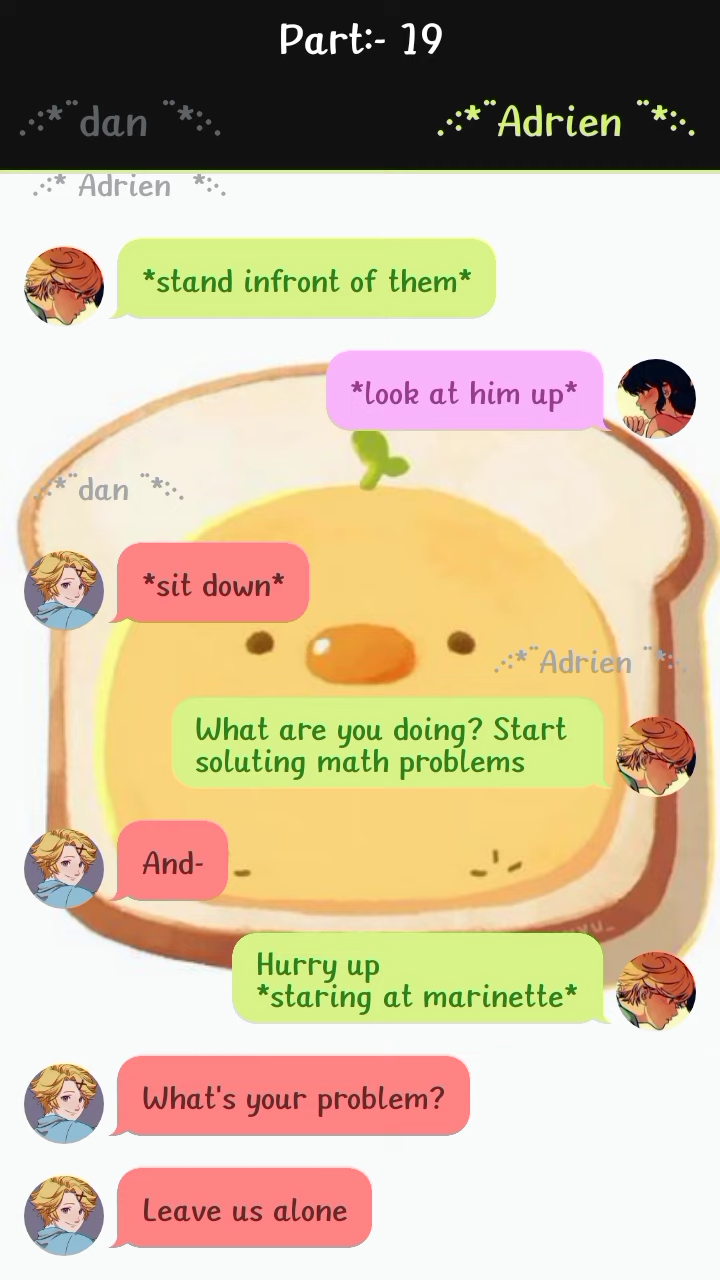 Part:- 19
.·:*¨dan ¨*:·.
.·:*¨Adrien ¨*:·.
.·:* Adrien *:·.
*stand infront of them*
*look at him up*
.·:*¨dan ¨*:·.
*sit down*
.·:*¨Adrien ¨*:·.
What are you doing? Start
soluting math problems
And-
Hurry up
*staring at marinette*
What's your problem?
Leave us alone